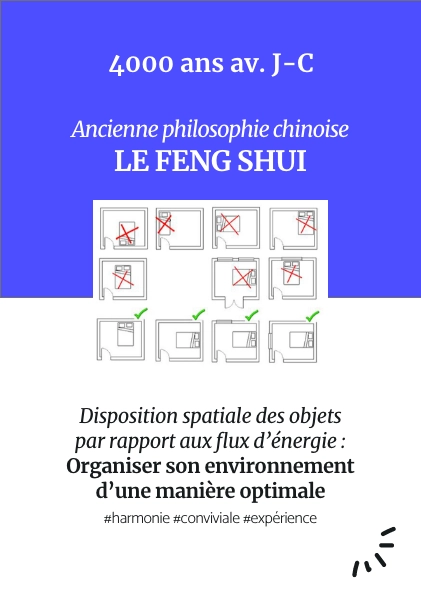 4000 ans av. J-C
Ancienne philosophie chinoise
LE FENG SHUI
Disposition spatiale des objets
par rapport aux flux d’énergie :
Organiser son environnement
d’une manière optimale
#harmonie #conviviale #expérience